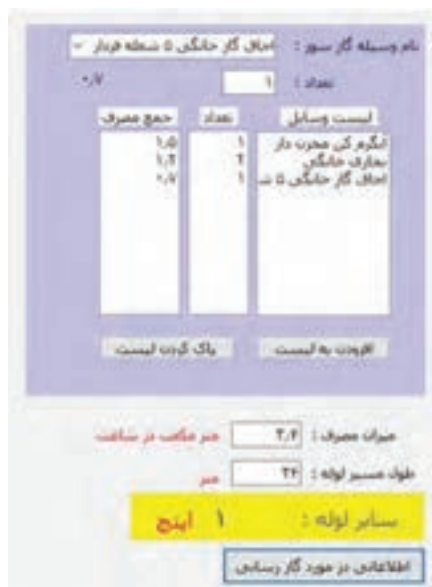 نام وسیله گاز سوز : اجاق گاز خانگی ۵ شعله فردار
تعداد : ۱ ۰٫۷
لیست وسایل تعداد جمع مصرف
آبگرم کن مخزن دار ۱ ۱٫۵
بخاری خانگی ۲ ۱٫۲
اجاق گاز خانگی ۵ شـ ۱ ۰٫۷
افزودن به لیست پاک کردن لیست
میزان مصرف : ۳٫۴ متر مکعب در ساعت
طول مسیر لوله : متر
سایز لوله : ۱ اینچ
اطلاعاتی در مورد گاز رسانی